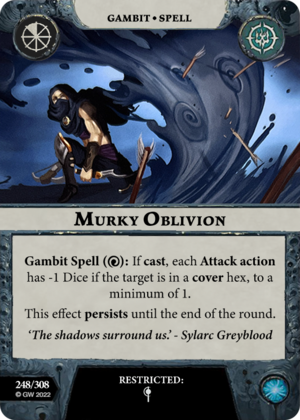 GAMBIT • SPELL
MURKY OBLIVION
Gambit Spell ( ): If cast, each Attack action
has -1 Dice if the target is in a cover hex, to a
minimum of 1.
This effect persists until the end of the round.
‘The shadows surround us.’ - Sylarc Greyblood
248/308
© GW 2022
RESTRICTED: